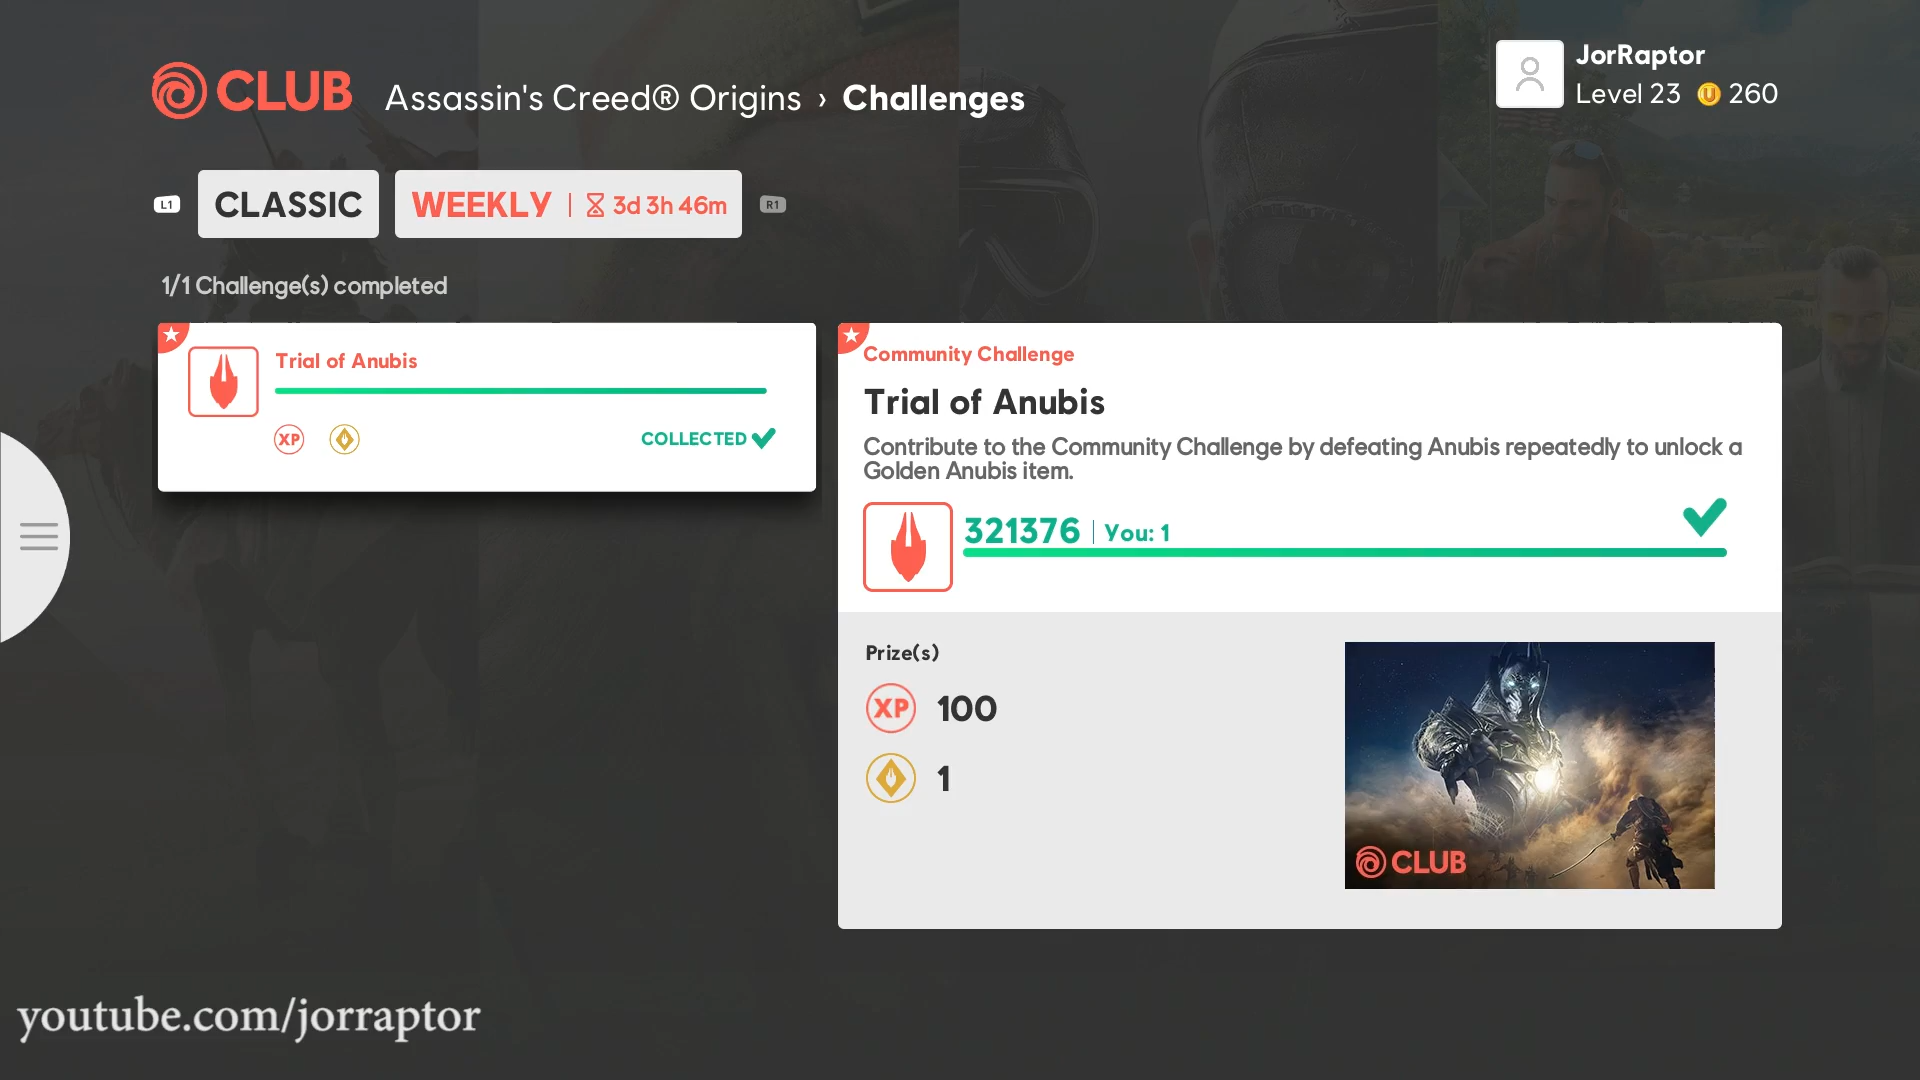 CLUB Assassin's Creed® Origins › Challenges
JorRaptor
Level 23 U 260
L1 CLASSIC WEEKLY | 3d 3h 46m R1
1/1 Challenge(s) completed
Trial of Anubis
XP COLLECTED
Community Challenge
Trial of Anubis
Contribute to the Community Challenge by defeating Anubis repeatedly to unlock a
Golden Anubis item.
321376 | You: 1
Prize(s)
XP 100
1
CLUB
youtube.com/jorraptor